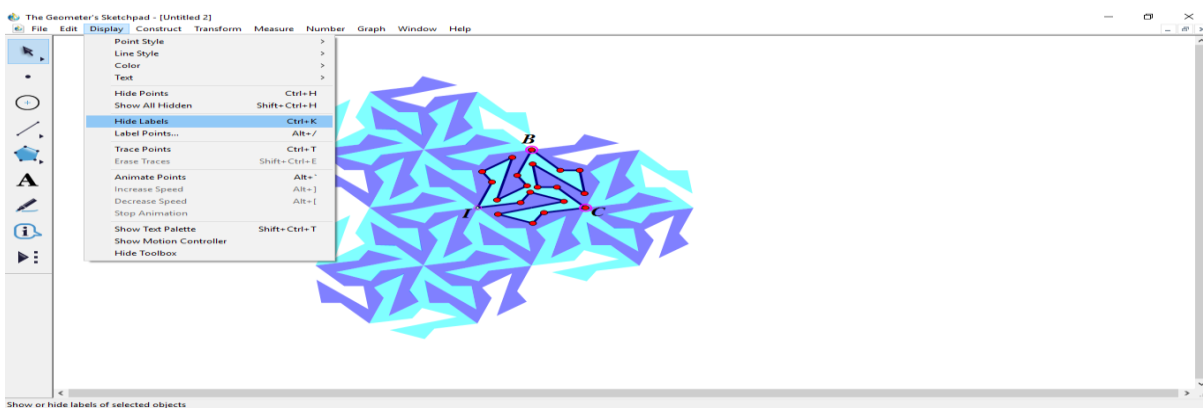 The Geometer's Sketchpad - [Untitled 2]
File Edit Display Construct Transform Measure Number Graph Window Help
Point Style
Line Style
Color
Text
Hide Points Ctrl+H
Show All Hidden Shift+Ctrl+H
Hide Labels Ctrl+K
Label Points... Alt+/
Trace Points Ctrl+T
Erase Traces Shift+Ctrl+E
Animate Points Alt+`
Increase Speed Alt+]
Decrease Speed Alt+[
Stop Animation
Show Text Palette Shift+Ctrl+T
Show Motion Controller
Hide Toolbox
A
B
I
C
Show or hide labels of selected objects